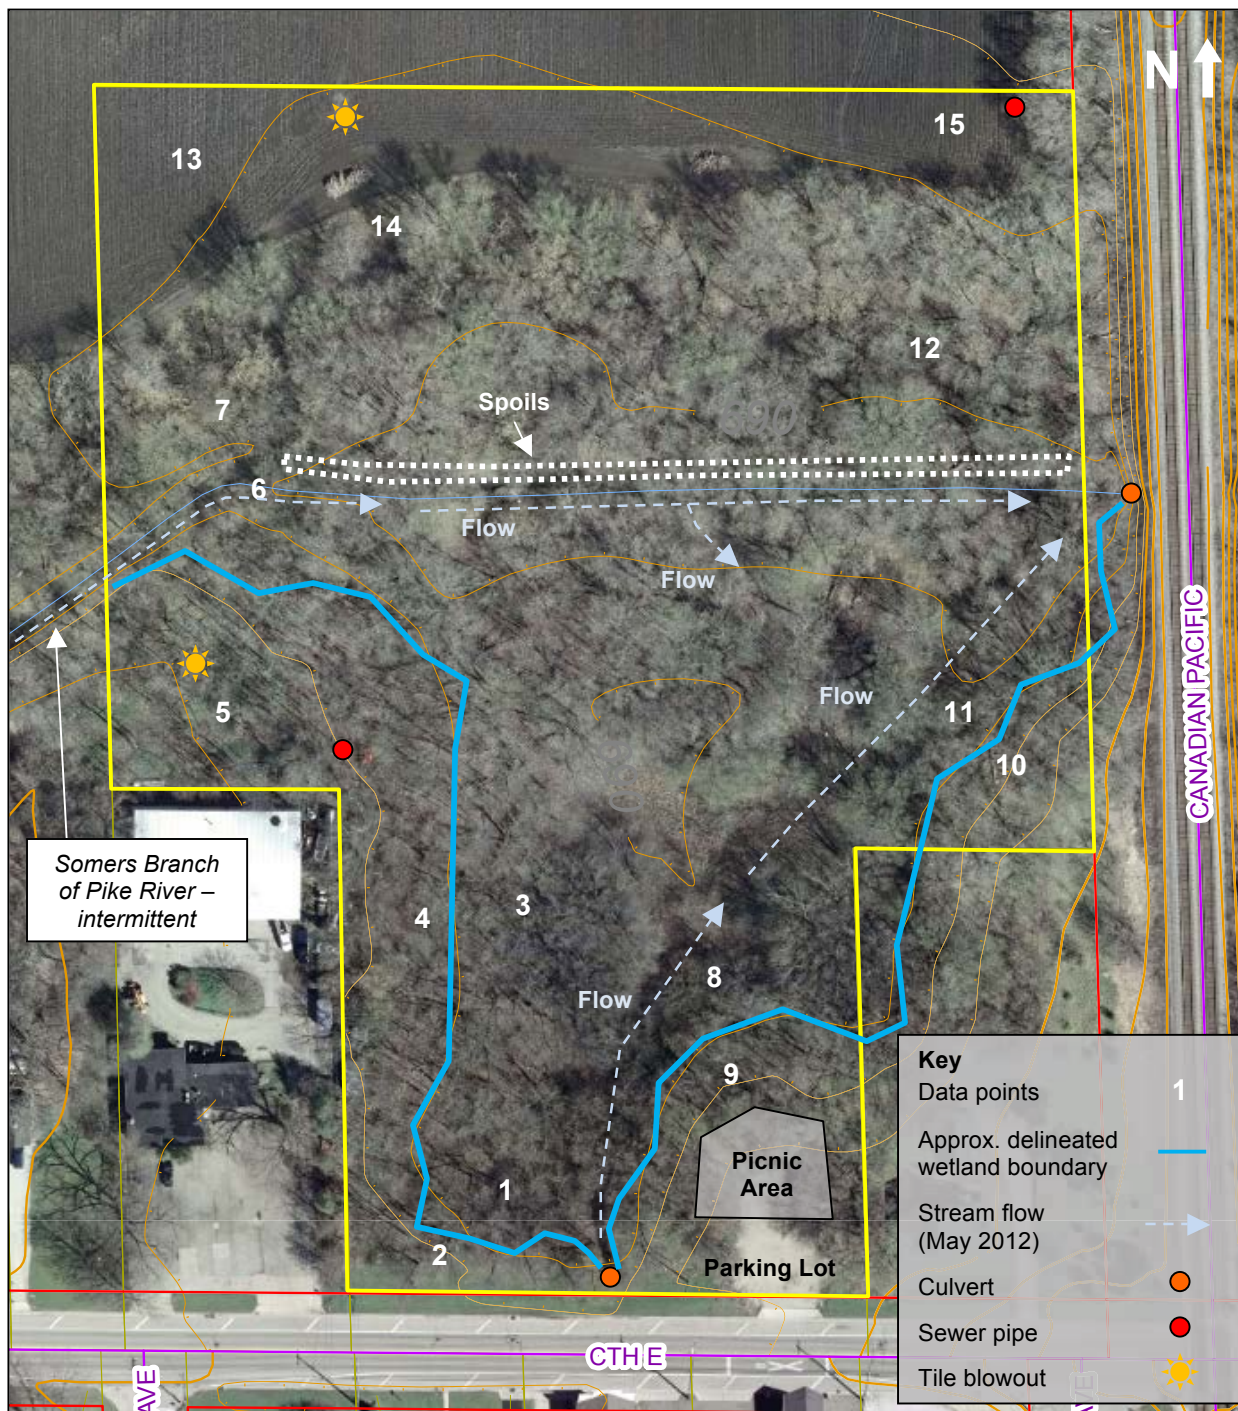 N
13
14
15
12
7
Spoils
6
Flow
Flow
5
Flow
11
10
CANADIAN PACIFIC
Somers Branch
of Pike River –
intermittent
4
3
8
Flow
9
Picnic
Area
1
2
Parking Lot
Key
Data points 1
Approx. delineated
wetland boundary
Stream flow
(May 2012)
Culvert
Sewer pipe
Tile blowout
CTH E
AVE
AVE